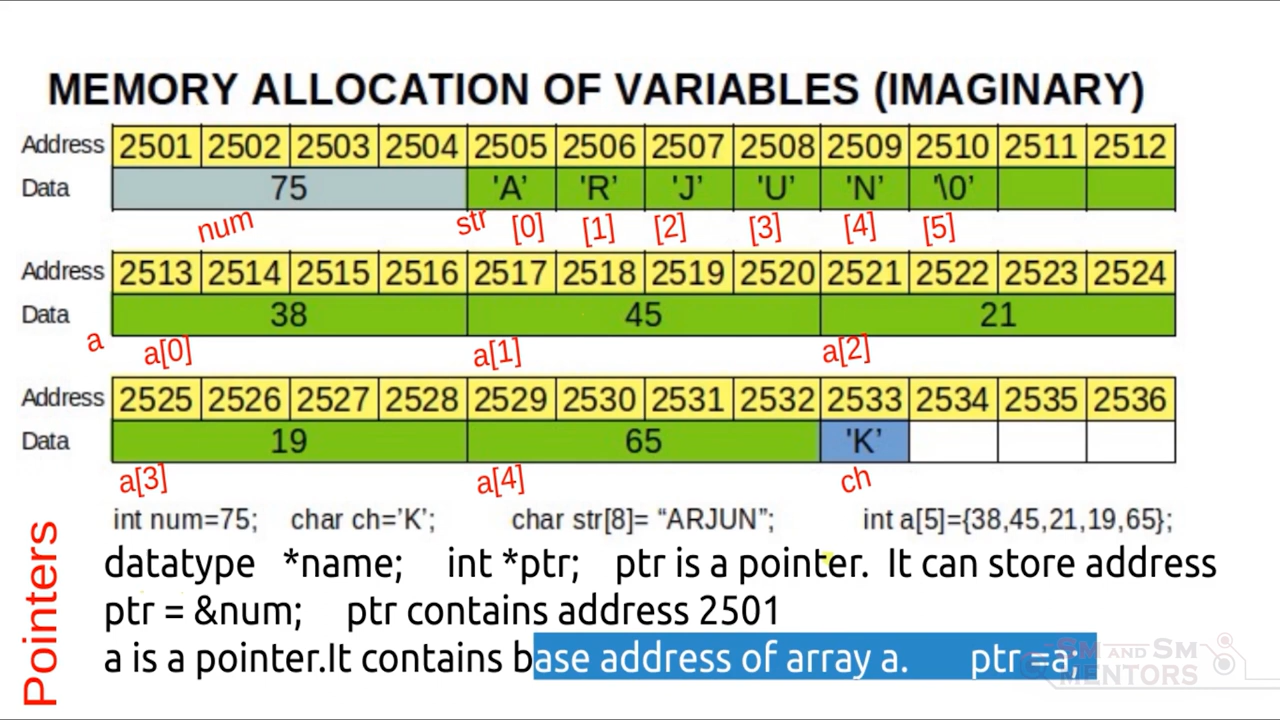 MEMORY ALLOCATION OF VARIABLES (IMAGINARY)
Address 2501 2502 2503 2504 2505 2506 2507 2508 2509 2510 2511 2512
Data 75 'A' 'R' 'J' 'U' 'N' '\0'
num str [0] [1] [2] [3] [4] [5]
Address 2513 2514 2515 2516 2517 2518 2519 2520 2521 2522 2523 2524
Data 38 45 21
a a[0] a[1] a[2]
Address 2525 2526 2527 2528 2529 2530 2531 2532 2533 2534 2535 2536
Data 19 65 'K'
a[3] a[4] ch
int num=75; char ch='K'; char str[8]= “ARJUN”; int a[5]={38,45,21,19,65};
Pointers
datatype *name; int *ptr; ptr is a pointer. It can store address
ptr = &num; ptr contains address 2501
a is a pointer.It contains base address of array a. ptr =a;
SM AND SM
MENTORS